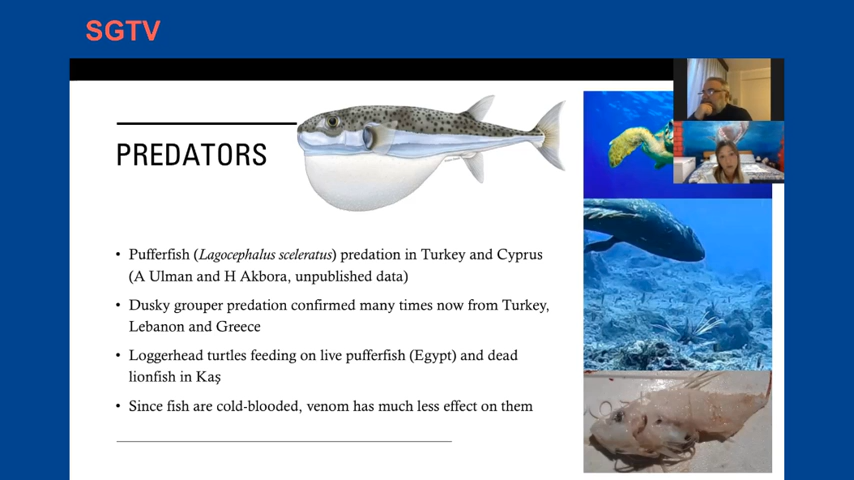 SGTV
PREDATORS
• Pufferfish (Lagocephalus sceleratus) predation in Turkey and Cyprus
(A Ulman and H Akbora, unpublished data)
• Dusky grouper predation confirmed many times now from Turkey,
Lebanon and Greece
• Loggerhead turtles feeding on live pufferfish (Egypt) and dead
lionfish in Kaş
• Since fish are cold-blooded, venom has much less effect on them